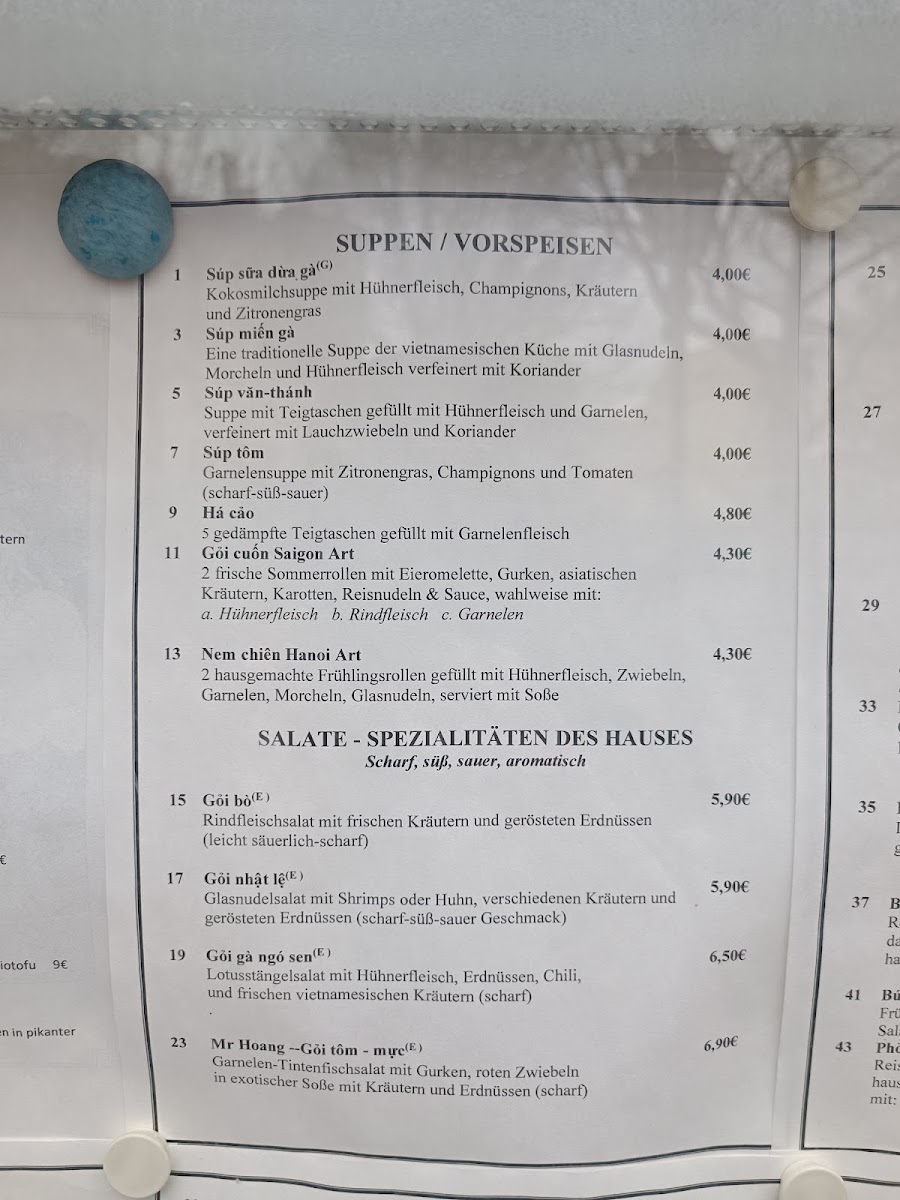 SUPPEN / VORSPEISEN
1 Súp sữa dừa gà(G) 4,00€
Kokosmilchsuppe mit Hühnerfleisch, Champignons, Kräutern
und Zitronengras
3 Súp miến gà 4,00€
Eine traditionelle Suppe der vietnamesischen Küche mit Glasnudeln,
Morcheln und Hühnerfleisch verfeinert mit Koriander
5 Súp văn-thánh 4,00€
Suppe mit Teigtaschen gefüllt mit Hühnerfleisch und Garnelen,
verfeinert mit Lauchzwiebeln und Koriander
7 Súp tôm 4,00€
Garnelensuppe mit Zitronengras, Champignons und Tomaten
(scharf-süß-sauer)
9 Há cảo 4,80€
5 gedämpfte Teigtaschen gefüllt mit Garnelenfleisch
11 Gỏi cuốn Saigon Art 4,30€
2 frische Sommerrollen mit Eieromelette, Gurken, asiatischen
Kräutern, Karotten, Reisnudeln & Sauce, wahlweise mit:
a. Hühnerfleisch b. Rindfleisch c. Garnelen
13 Nem chiên Hanoi Art 4,30€
2 hausgemachte Frühlingsrollen gefüllt mit Hühnerfleisch, Zwiebeln,
Garnelen, Morcheln, Glasnudeln, serviert mit Soße
SALATE - SPEZIALITÄTEN DES HAUSES
Scharf, süß, sauer, aromatisch
15 Gỏi bò(E) 5,90€
Rindfleischsalat mit frischen Kräutern und gerösteten Erdnüssen
(leicht säuerlich-scharf)
17 Gỏi nhật lệ(E) 5,90€
Glasnudelsalat mit Shrimps oder Huhn, verschiedenen Kräutern und
gerösteten Erdnüssen (scharf-süß-sauer Geschmack)
19 Gỏi gà ngó sen(E) 6,50€
Lotusstängelsalat mit Hühnerfleisch, Erdnüssen, Chili,
und frischen vietnamesischen Kräutern (scharf)
23 Mr Hoang --Gỏi tôm - mực(E) 6,90€
Garnelen-Tintenfischsalat mit Gurken, roten Zwiebeln
in exotischer Soße mit Kräutern und Erdnüssen (scharf)
tern
€
iotofu 9€
en in pikanter
25
27
29
33
35
37 B
R
da
ha
41 Bú
Frü
Sal
43 Phở
Reis
haus
mit: